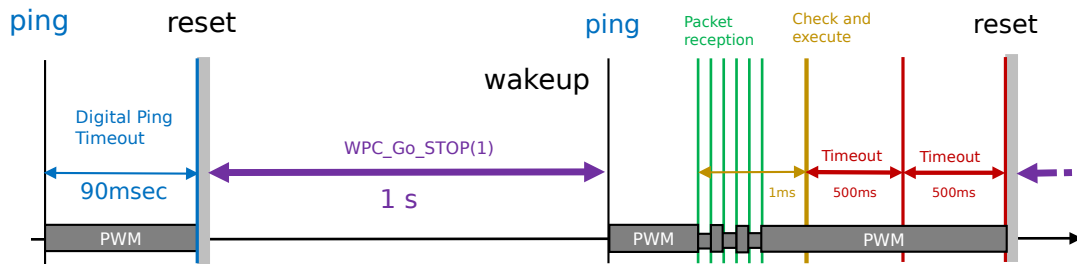 ping
reset
Digital Ping
Timeout
90msec
WPC_Go_STOP(1)
1 s
wakeup
ping
Packet
reception
Check and
execute
reset
1ms
Timeout
500ms
Timeout
500ms
PWM
PWM
PWM